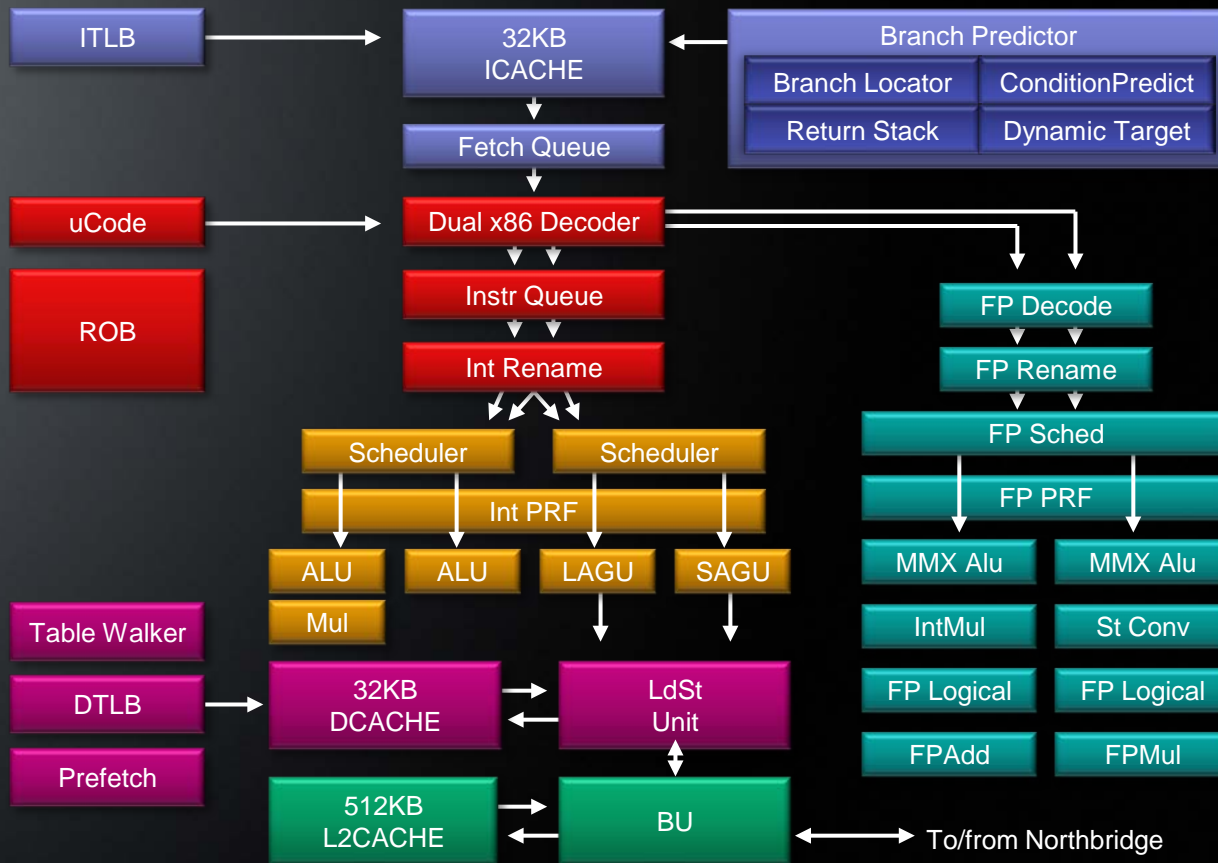 ITLB
32KB
ICACHE
Branch Predictor
Branch Locator
ConditionPredict
Return Stack
Dynamic Target
Fetch Queue
uCode
Dual x86 Decoder
ROB
Instr Queue
FP Decode
Int Rename
FP Rename
Scheduler
Scheduler
FP Sched
Int PRF
FP PRF
ALU
ALU
LAGU
SAGU
MMX Alu
MMX Alu
Mul
Table Walker
IntMul
St Conv
DTLB
32KB
DCACHE
LdSt
Unit
FP Logical
FP Logical
Prefetch
FPAdd
FPMul
512KB
L2CACHE
BU
To/from Northbridge